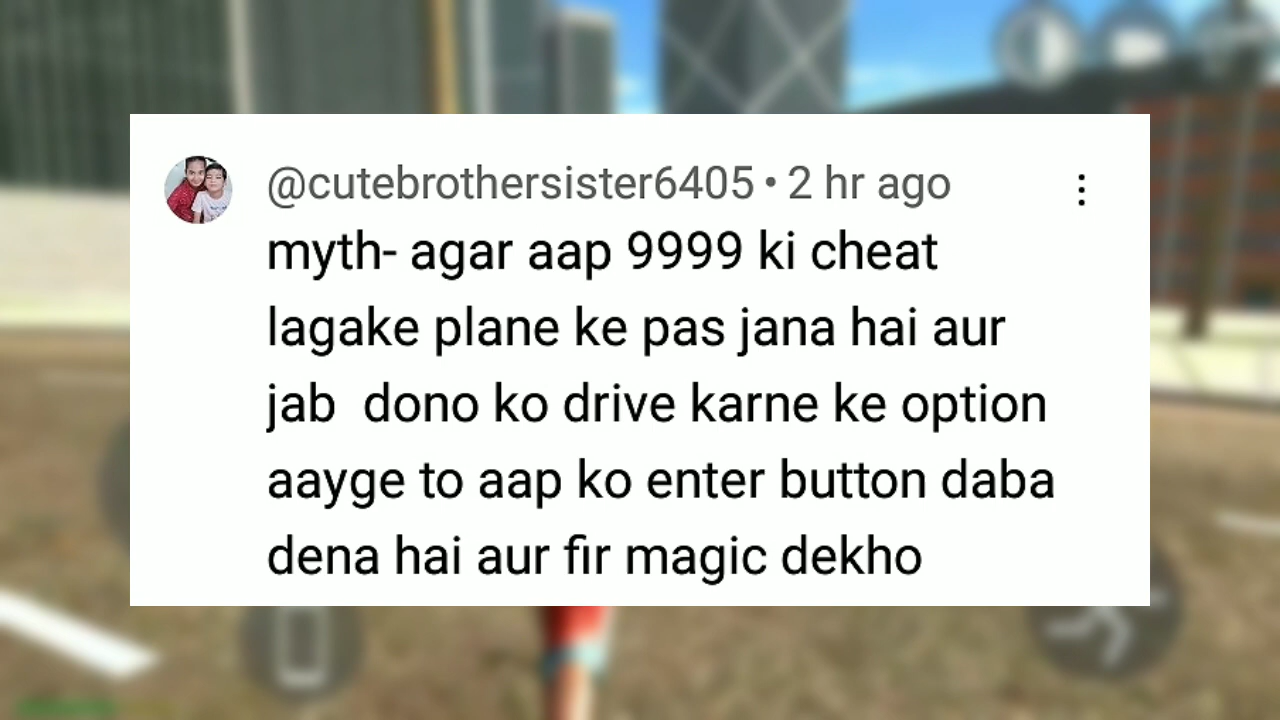 @cutebrothersister6405 • 2 hr ago
myth- agar aap 9999 ki cheat
lagake plane ke pas jana hai aur
jab  dono ko drive karne ke option
aayge to aap ko enter button daba
dena hai aur fir magic dekho